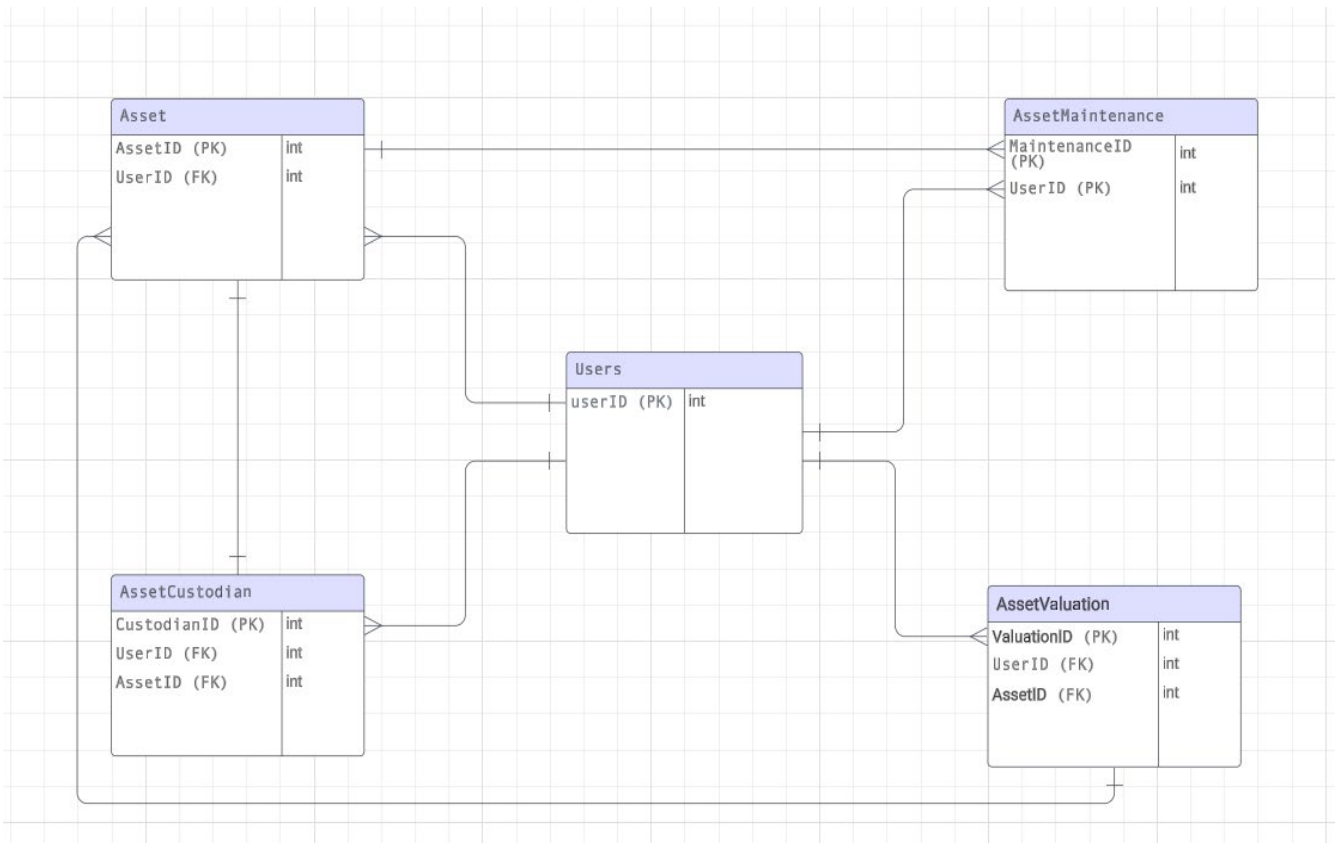 Asset
AssetID (PK) int
UserID (FK) int
AssetMaintenance
MaintenanceID
(PK) int
UserID (PK) int
Users
userID (PK) int
AssetCustodian
CustodianID (PK) int
UserID (FK) int
AssetID (FK) int
AssetValuation
ValuationID (PK) int
UserID (FK) int
AssetID (FK) int